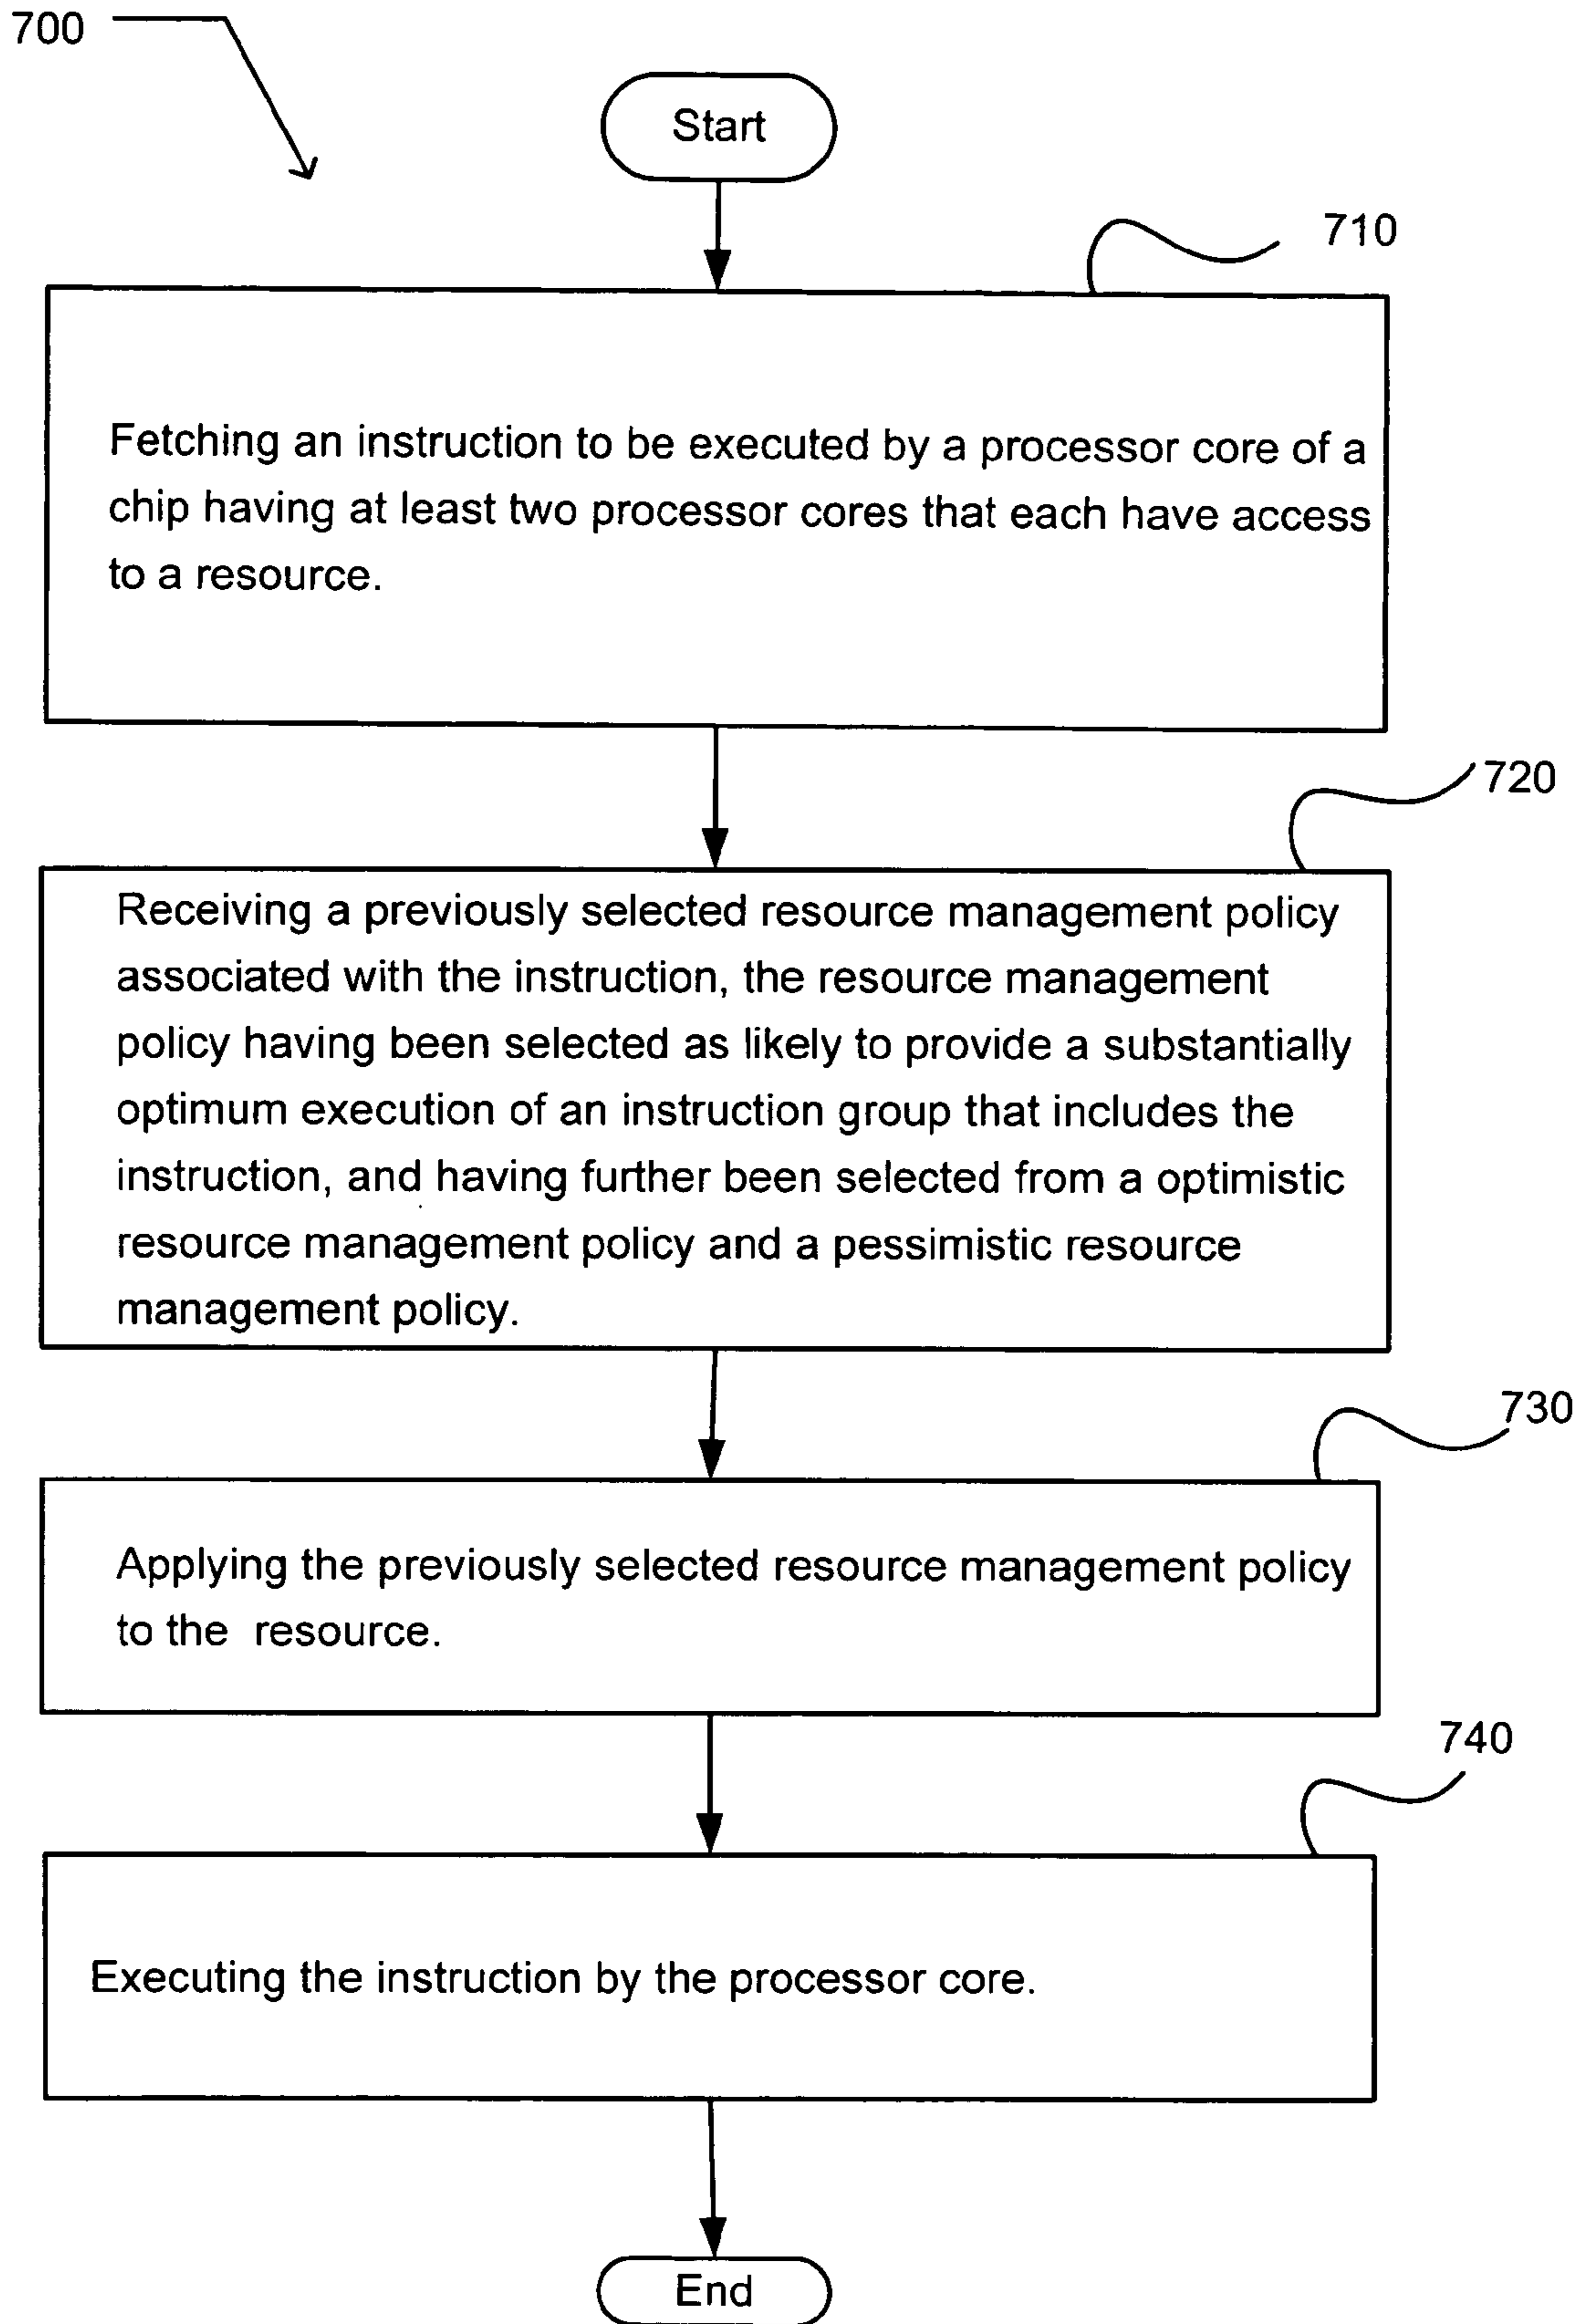 700
Start
710
Fetching an instruction to be executed by a processor core of a
chip having at least two processor cores that each have access
to a resource.
720
Receiving a previously selected resource management policy
associated with the instruction, the resource management
policy having been selected as likely to provide a substantially
optimum execution of an instruction group that includes the
instruction, and having further been selected from a optimistic
resource management policy and a pessimistic resource
management policy.
730
Applying the previously selected resource management policy
to the resource.
740
Executing the instruction by the processor core.
End